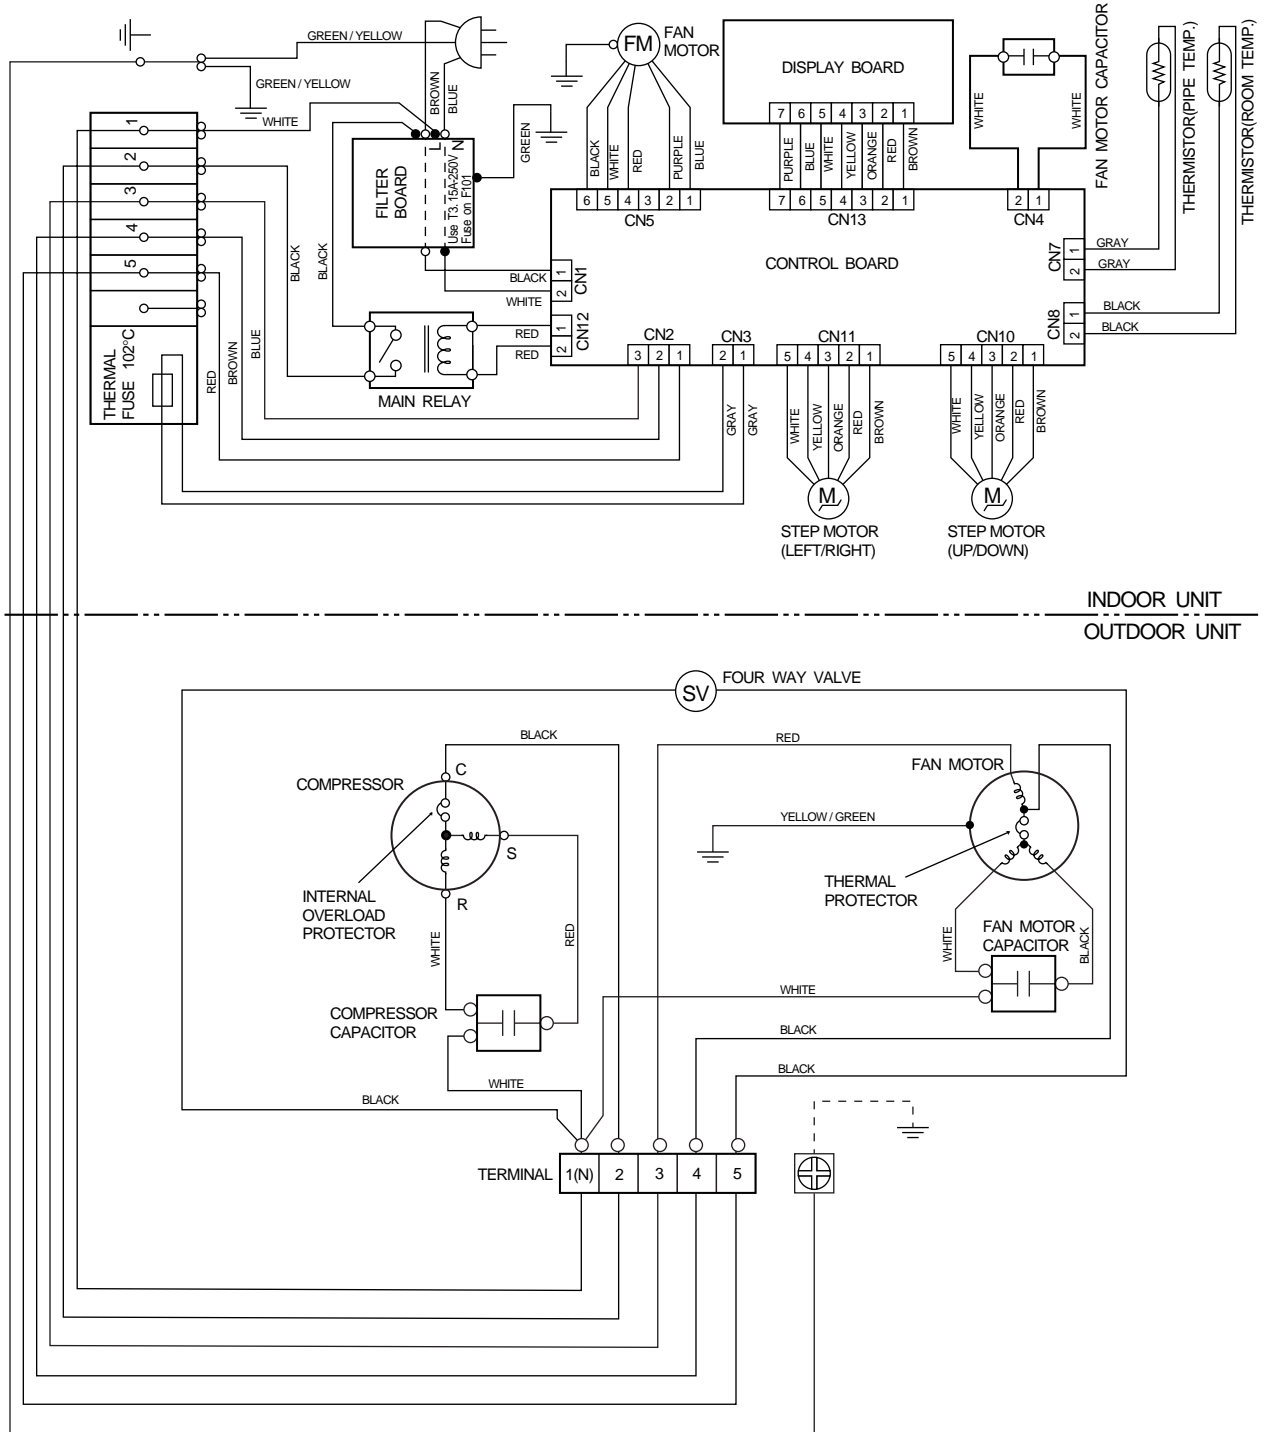 GREEN / YELLOW
GREEN / YELLOW
BROWN
BLUE
WHITE
FM
FAN
MOTOR
DISPLAY BOARD
7 6 5 4 3 2 1
FAN MOTOR CAPACITOR
WHITE
WHITE
THERMISTOR(PIPE TEMP.)
THERMISTOR(ROOM TEMP.)
1
2
3
4
5
THERMAL
FUSE 102°C
L
N
FILTER
BOARD
Use T3. 15A-250V
Fuse on F101
GREEN
BLACK
WHITE
RED
PURPLE
BLUE
PURPLE
BLUE
WHITE
YELLOW
ORANGE
RED
BROWN
6 5 4 3 2 1
CN5
7 6 5 4 3 2 1
CN13
2 1
CN4
CONTROL BOARD
CN7
1
2
GRAY
GRAY
CN8
1
2
BLACK
BLACK
BLACK
BLACK
BLACK
WHITE
1
2
CN1
RED
RED
1
2
CN12
MAIN RELAY
RED
BROWN
BLUE
CN2
3 2 1
CN3
2 1
CN11
5 4 3 2 1
CN10
5 4 3 2 1
GRAY
GRAY
WHITE
YELLOW
ORANGE
RED
BROWN
WHITE
YELLOW
ORANGE
RED
BROWN
M
STEP MOTOR
(LEFT/RIGHT)
M
STEP MOTOR
(UP/DOWN)
INDOOR UNIT
OUTDOOR UNIT
SV
FOUR WAY VALVE
BLACK
RED
COMPRESSOR
C
S
R
INTERNAL
OVERLOAD
PROTECTOR
WHITE
RED
COMPRESSOR
CAPACITOR
WHITE
BLACK
FAN MOTOR
YELLOW / GREEN
THERMAL
PROTECTOR
WHITE
FAN MOTOR
CAPACITOR
BLACK
WHITE
BLACK
BLACK
TERMINAL
1(N) 2 3 4 5